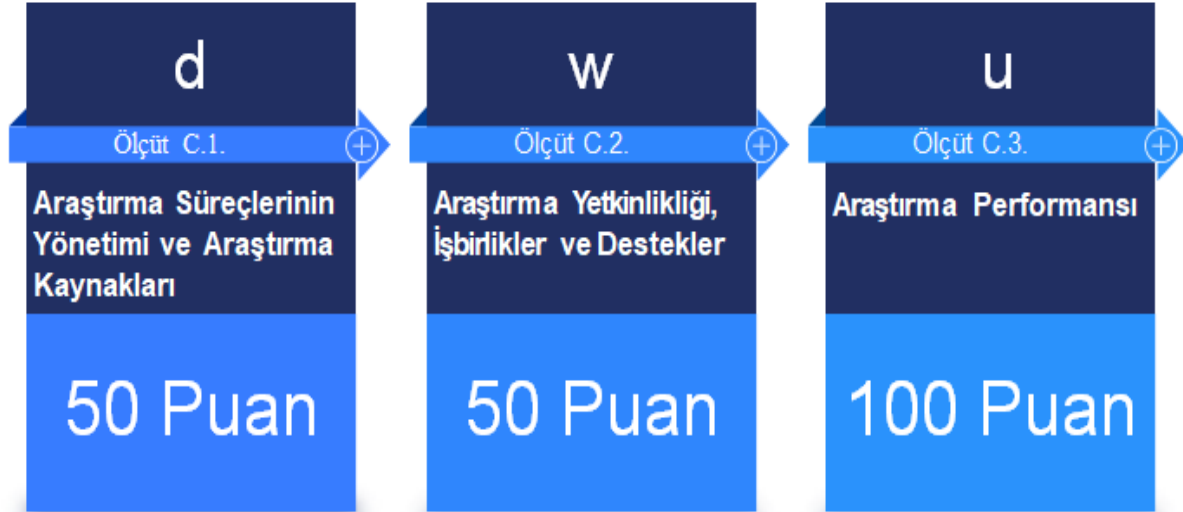 d
Ölçüt C.1.
Araştırma Süreçlerinin
Yönetimi ve Araştırma
Kaynakları
50 Puan
w
Ölçüt C.2.
Araştırma Yetkinlikliği,
İşbirlikler ve Destekler
50 Puan
u
Ölçüt C.3.
Araştırma Performansı
100 Puan